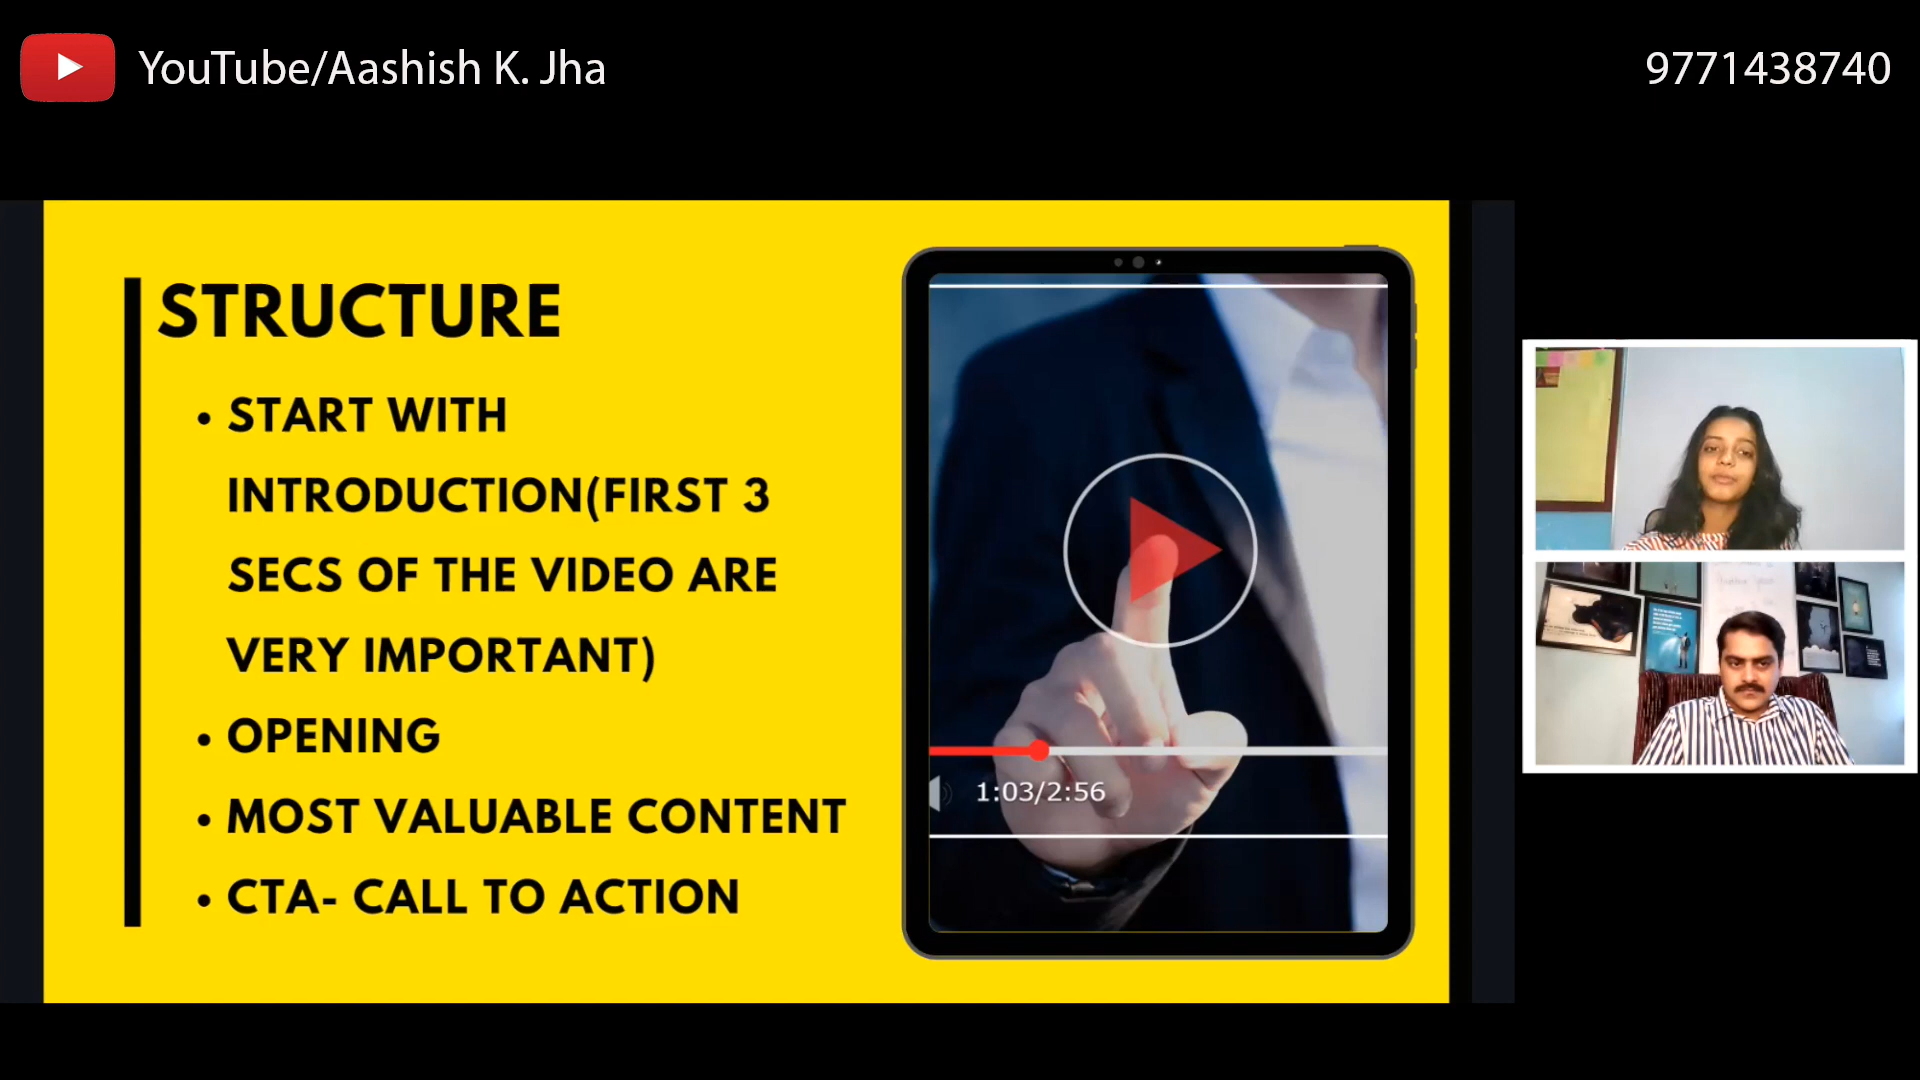 YouTube/Aashish K. Jha
9771438740
STRUCTURE
• START WITH
INTRODUCTION(FIRST 3
SECS OF THE VIDEO ARE
VERY IMPORTANT)
• OPENING
• MOST VALUABLE CONTENT
• CTA- CALL TO ACTION
1:03/2:56